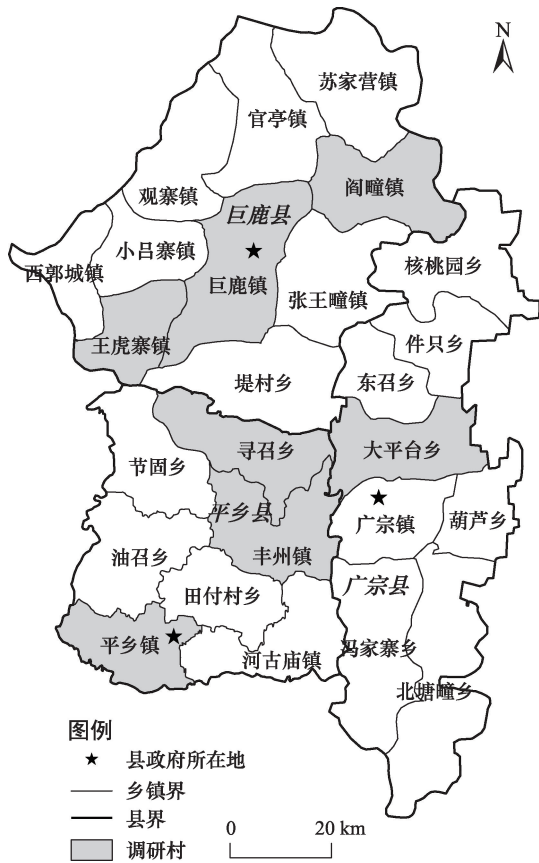 N
苏家营镇
官亭镇
阎疃镇
观寨镇
巨鹿县
小吕寨镇
西郭城镇
核桃园乡
巨鹿镇
张王疃镇
王虎寨镇
件只乡
堤村乡
东召乡
寻召乡
大平台乡
节固乡
平乡县
广宗镇
葫芦乡
油召乡
丰州镇
田付村乡
广宗县
平乡镇
河古庙镇
冯家寨乡
北塘疃乡
图例
县政府所在地
乡镇界
县界
调研村
0 20 km